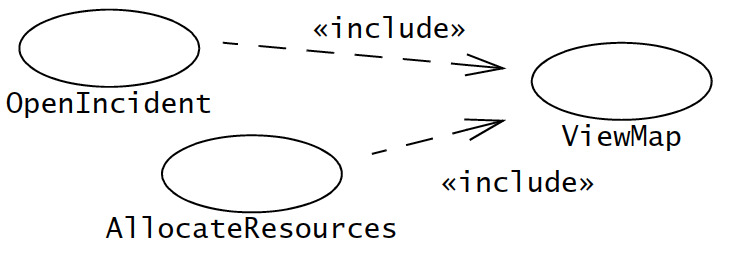 «include»
OpenIncident
ViewMap
«include»
AllocateResources